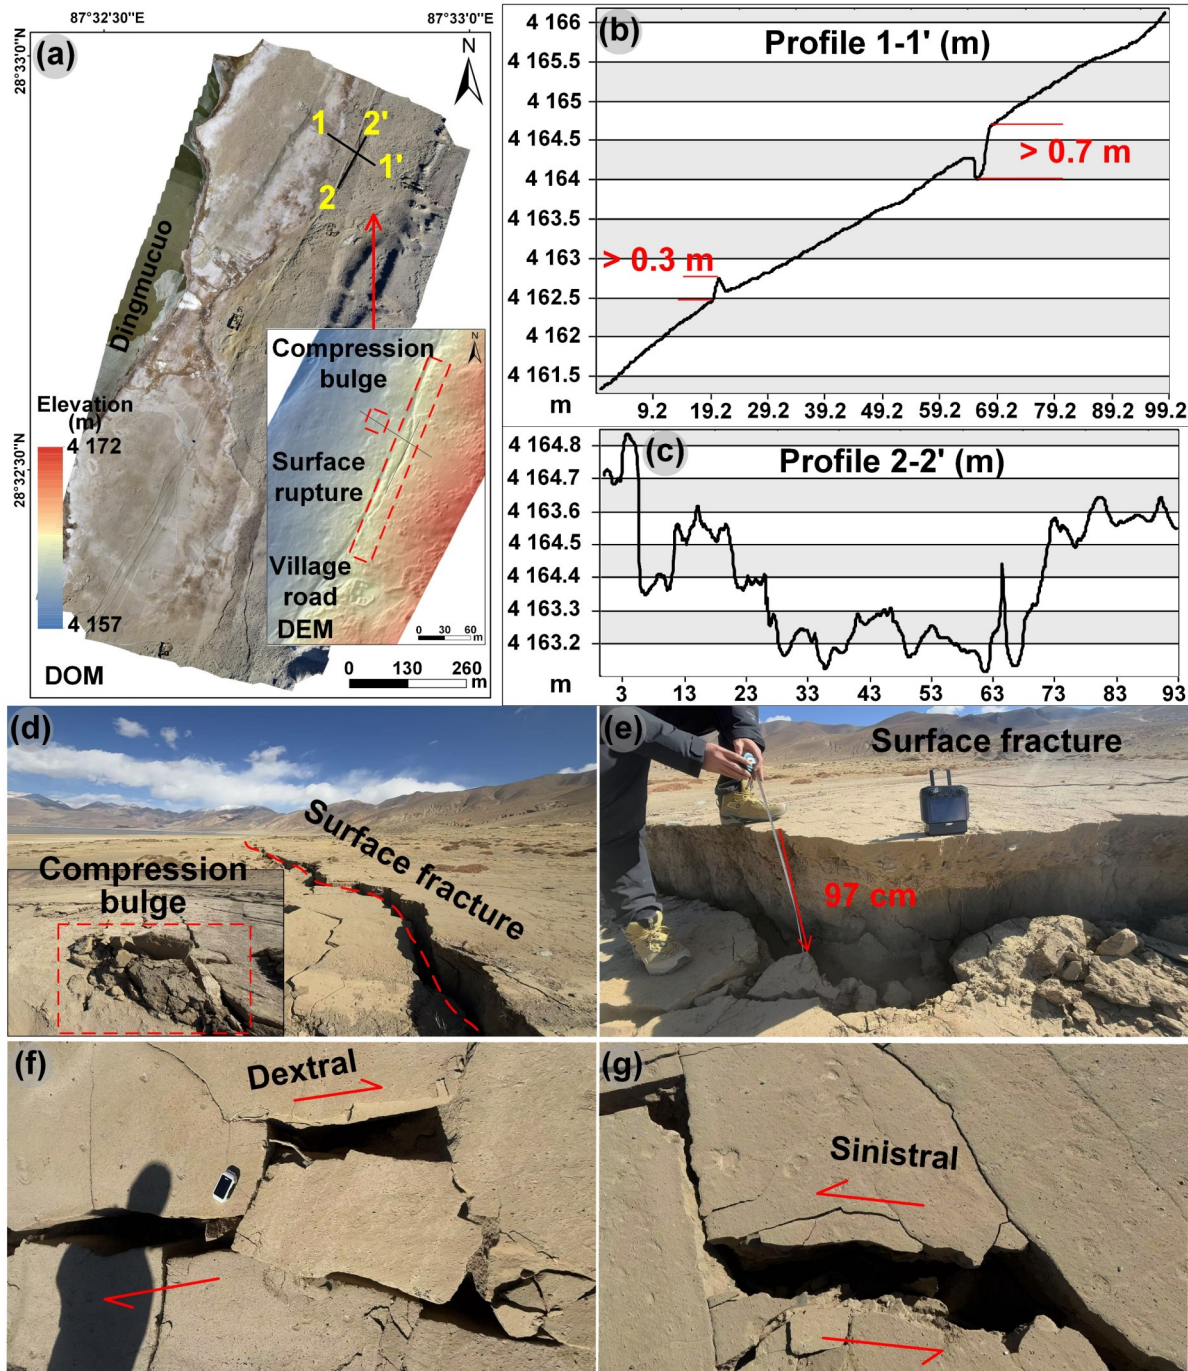 87°32'30"E
87°33'0"E
28°33'0"N
28°32'30"N
(a)
N
1
2'
1'
2
Dingmucuo
Elevation
(m)
4 172
4 157
DOM
N
Compression
bulge
Surface
rupture
Village
road
DEM
0 30 60
m
0 130 260
m
(b)
Profile 1-1' (m)
4 166
4 165.5
4 165
4 164.5
4 164
4 163.5
4 163
4 162.5
4 162
4 161.5
m
> 0.7 m
> 0.3 m
9.2 19.2 29.2 39.2 49.2 59.2 69.2 79.2 89.2 99.2
(c)
Profile 2-2' (m)
4 164.8
4 164.7
4 163.6
4 164.5
4 164.4
4 163.3
4 163.2
m
3 13 23 33 43 53 63 73 83 93
(d)
Surface fracture
Compression
bulge
(e)
Surface fracture
97 cm
(f)
Dextral
(g)
Sinistral